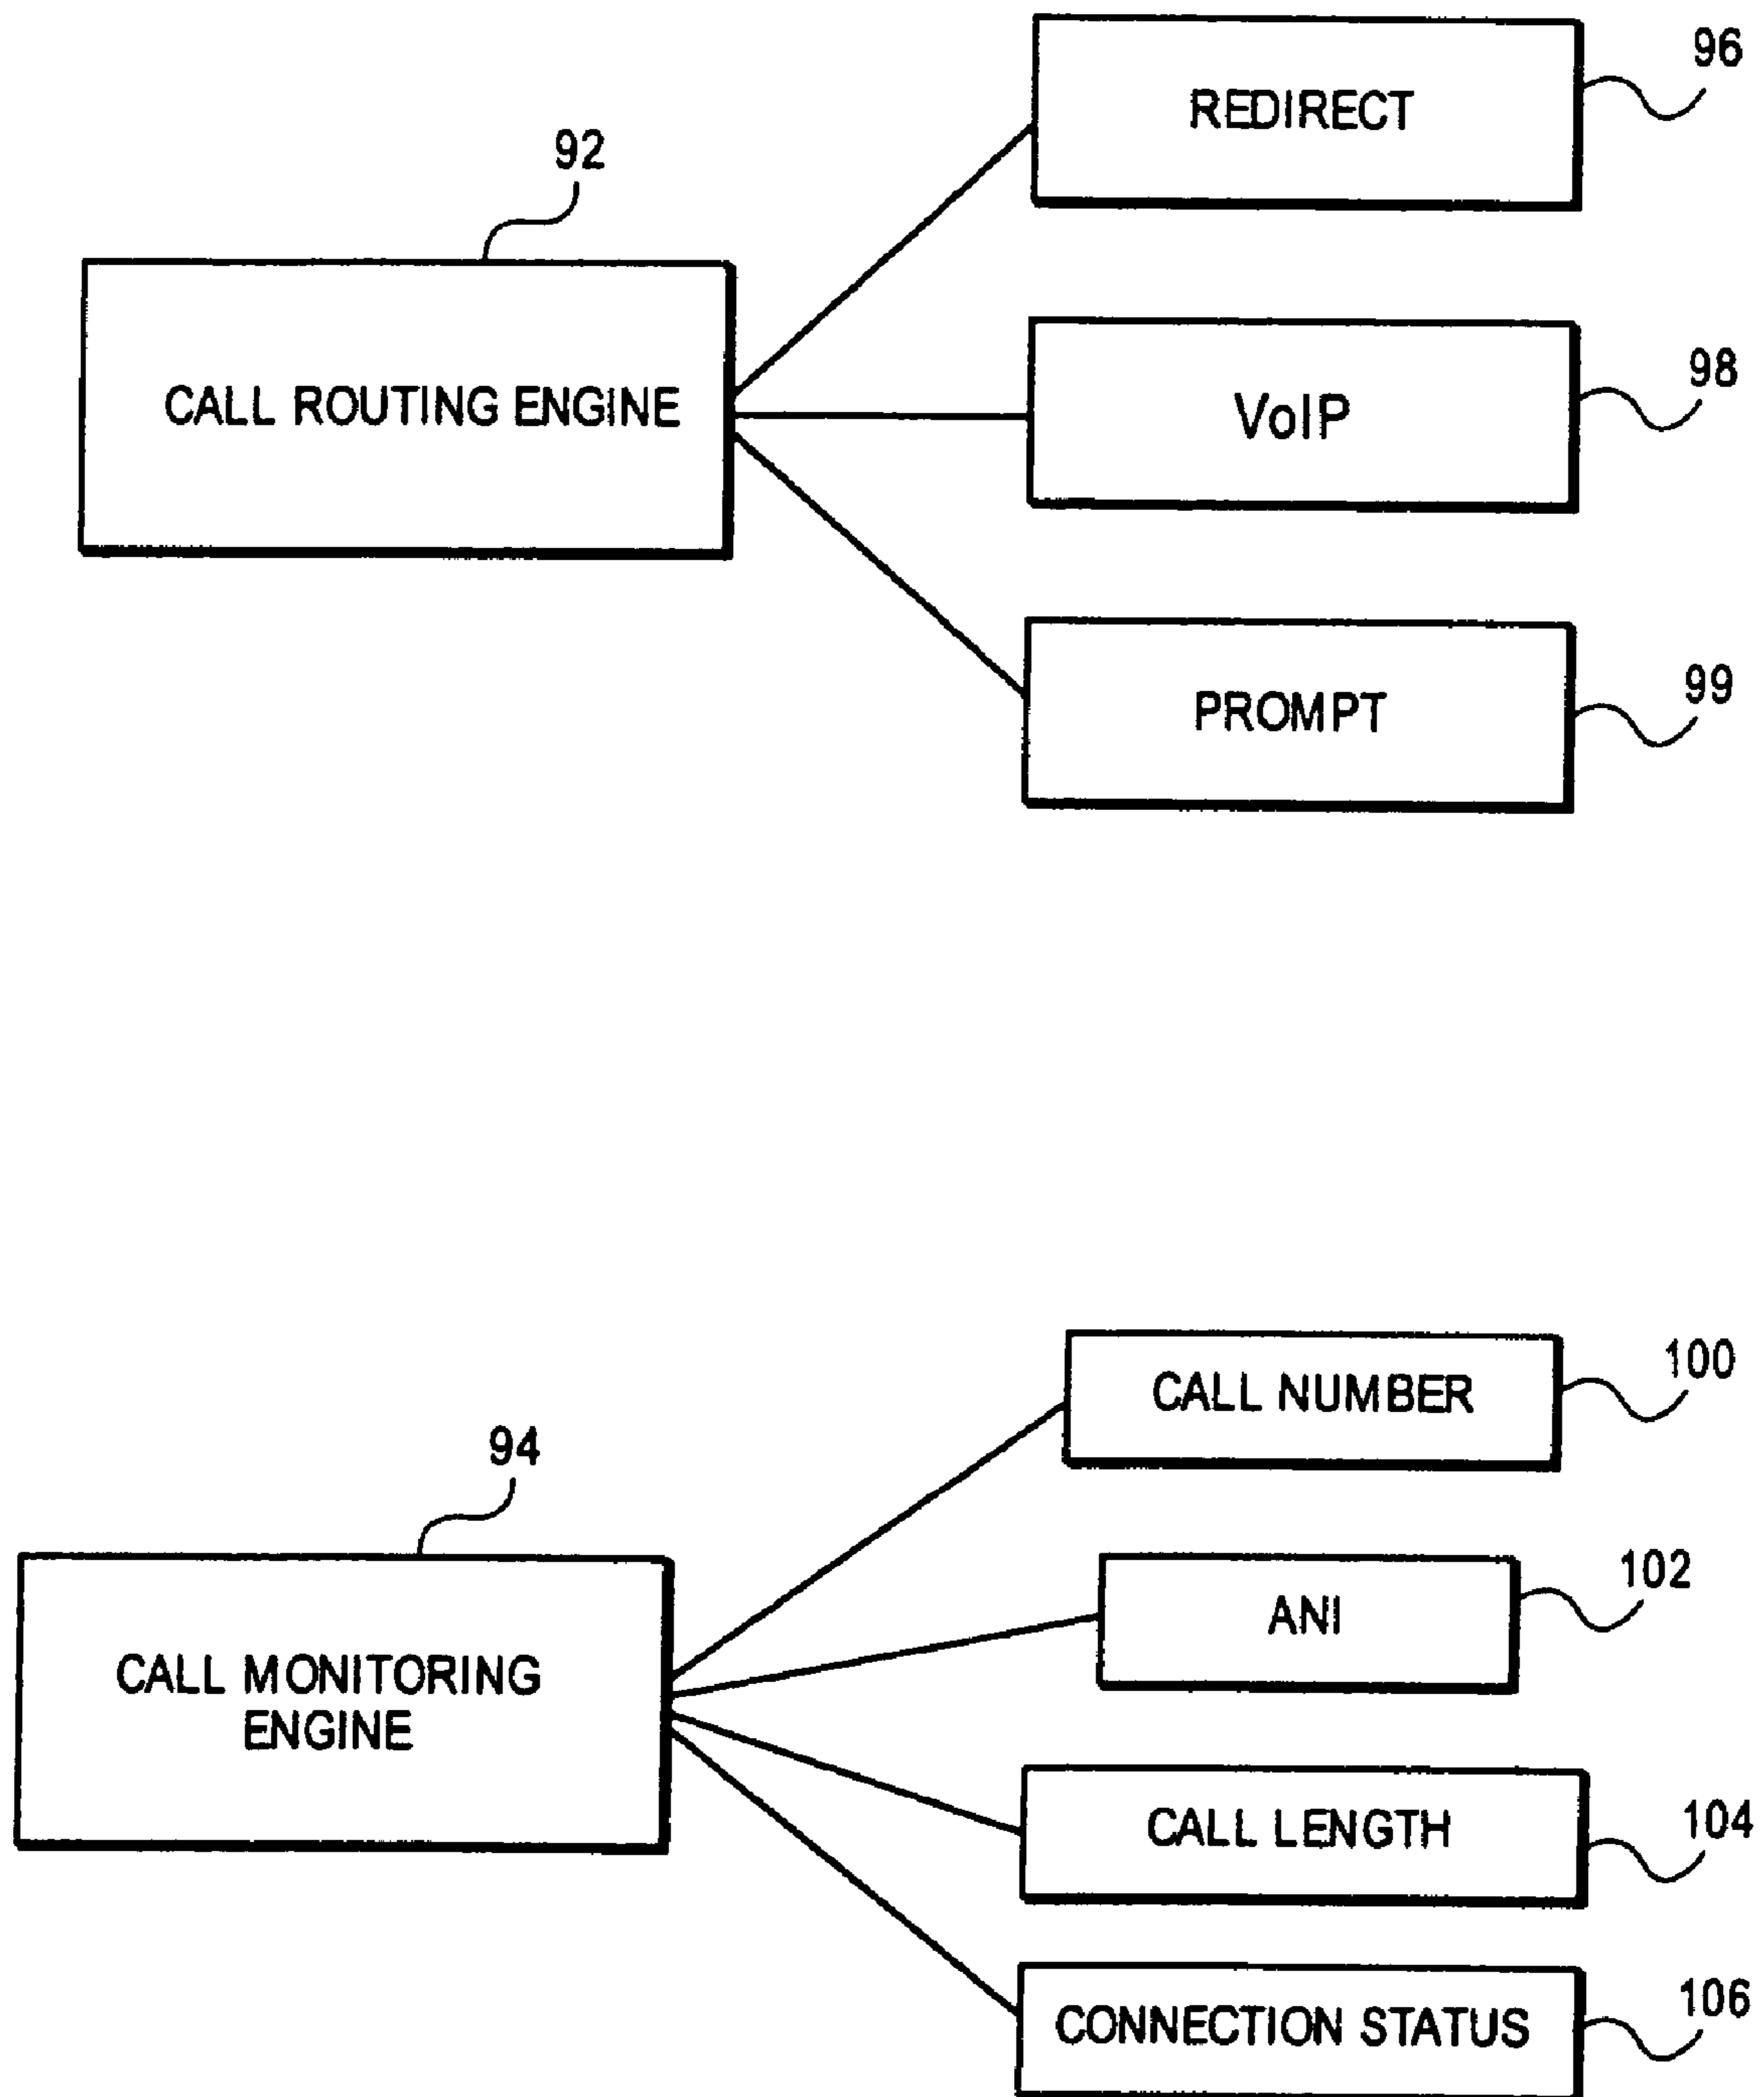 96
REDIRECT
92
98
CALL ROUTING ENGINE
VoIP
99
PROMPT
100
CALL NUMBER
94
102
ANI
CALL MONITORING
ENGINE
104
CALL LENGTH
106
CONNECTION STATUS